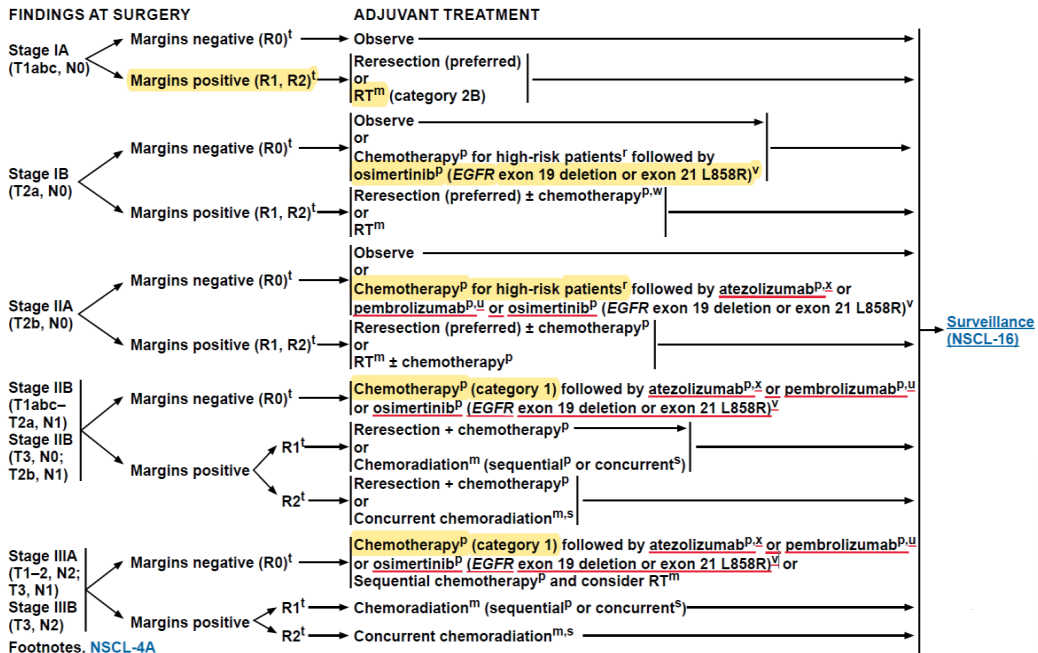 FINDINGS AT SURGERY
ADJUVANT TREATMENT
Stage IA
(T1abc, N0)
Margins negative (R0)t
Observe
Margins positive (R1, R2)t
Reresection (preferred)
or
RTm (category 2B)
Stage IB
(T2a, N0)
Margins negative (R0)t
Observe
or
Chemotherapyp for high-risk patientsr followed by
osimertinibp (EGFR exon 19 deletion or exon 21 L858R)v
Margins positive (R1, R2)t
Reresection (preferred) ± chemotherapyp,w
or
RTm
Stage IIA
(T2b, N0)
Margins negative (R0)t
Observe
or
Chemotherapyp for high-risk patientsr followed by atezolizumabp,x or
pembrolizumabp,u or osimertinibp (EGFR exon 19 deletion or exon 21 L858R)v
Margins positive (R1, R2)t
Reresection (preferred) ± chemotherapyp
or
RTm ± chemotherapyp
Stage IIB
(T1abc–
T2a, N1)
Stage IIB
(T3, N0;
T2b, N1)
Margins negative (R0)t
Chemotherapyp (category 1) followed by atezolizumabp,x or pembrolizumabp,u
or osimertinibp (EGFR exon 19 deletion or exon 21 L858R)v
Margins positive
R1t
Reresection + chemotherapyp
or
Chemoradiationm (sequentialp or concurrents)
R2t
Reresection + chemotherapyp
or
Concurrent chemoradiationm,s
Stage IIIA
(T1–2, N2;
T3, N1)
Stage IIIB
(T3, N2)
Margins negative (R0)t
Chemotherapyp (category 1) followed by atezolizumabp,x or pembrolizumabp,u
or osimertinibp (EGFR exon 19 deletion or exon 21 L858R)v or
Sequential chemotherapyp and consider RTm
Margins positive
R1t
Chemoradiationm (sequentialp or concurrents)
R2t
Concurrent chemoradiationm,s
Surveillance
(NSCL-16)
Footnotes, NSCL-4A